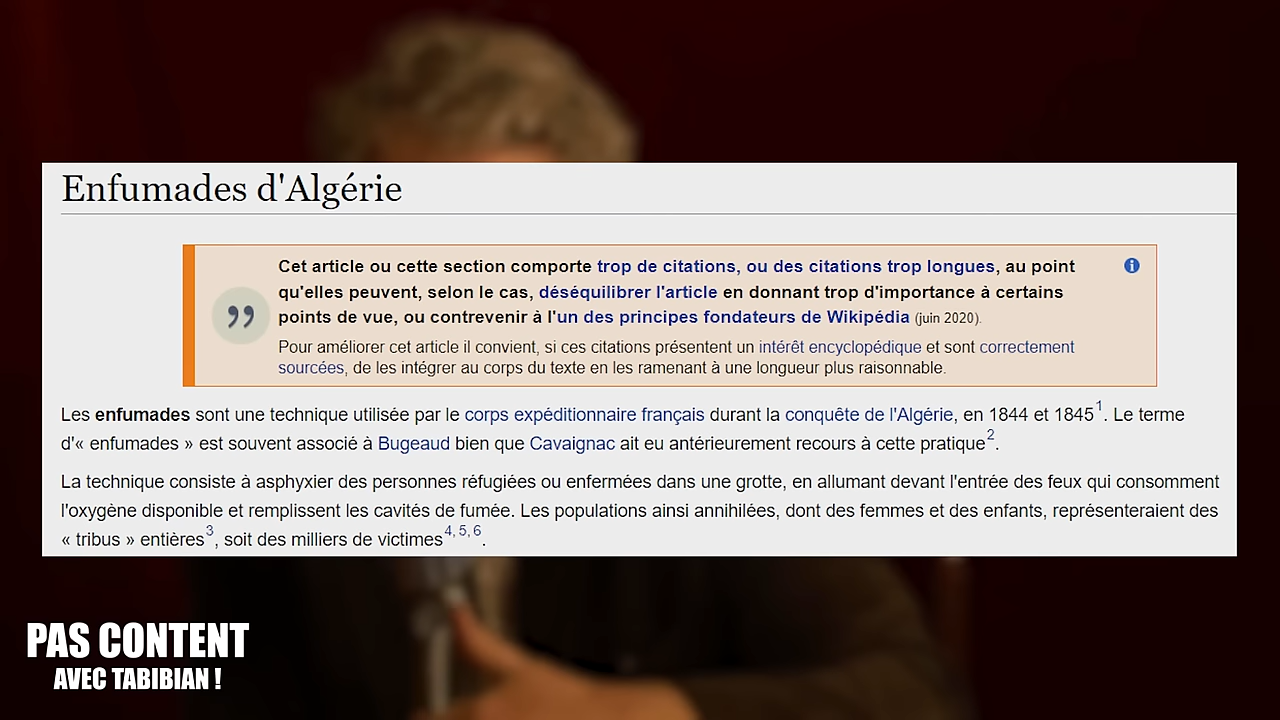 Enfumades d'Algérie
Cet article ou cette section comporte trop de citations, ou des citations trop longues, au point
qu'elles peuvent, selon le cas, déséquilibrer l'article en donnant trop d'importance à certains
points de vue, ou contrevenir à l'un des principes fondateurs de Wikipédia (juin 2020).
Pour améliorer cet article il convient, si ces citations présentent un intérêt encyclopédique et sont correctement
sourcées, de les intégrer au corps du texte en les ramenant à une longueur plus raisonnable.
Les enfumades sont une technique utilisée par le corps expéditionnaire français durant la conquête de l'Algérie, en 1844 et 1845¹. Le terme
d'« enfumades » est souvent associé à Bugeaud bien que Cavaignac ait eu antérieurement recours à cette pratique².
La technique consiste à asphyxier des personnes réfugiées ou enfermées dans une grotte, en allumant devant l'entrée des feux qui consomment
l'oxygène disponible et remplissent les cavités de fumée. Les populations ainsi annihilées, dont des femmes et des enfants, représenteraient des
« tribus » entières³, soit des milliers de victimes⁴,⁵,⁶.
PAS CONTENT
AVEC TABIBIAN !